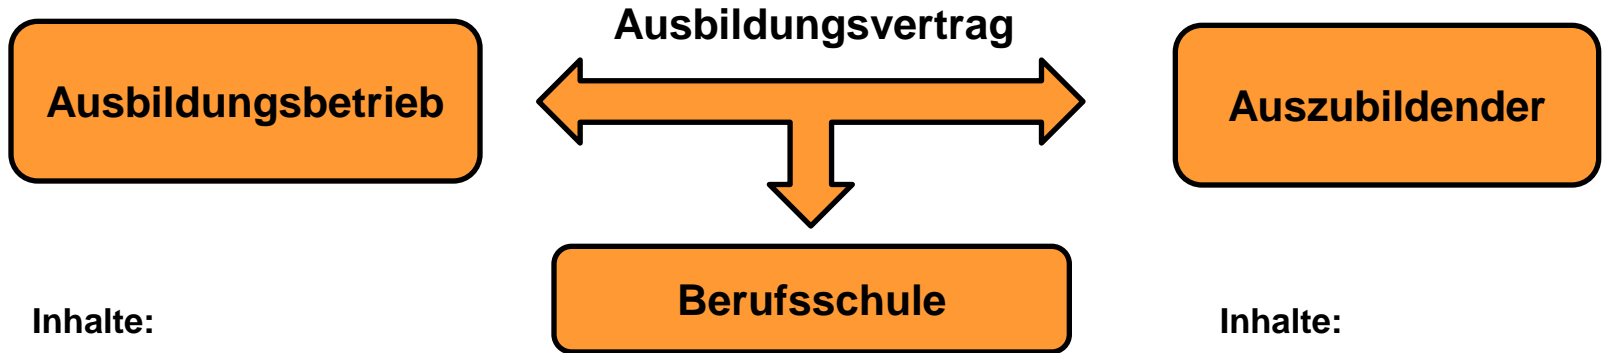 Ausbildungsvertrag
Ausbildungsbetrieb
Auszubildender
Berufsschule
Inhalte:
Inhalte: